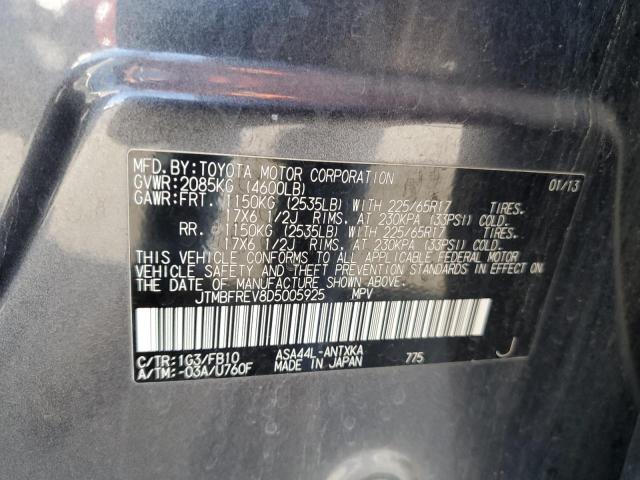 MFD.BY:TOYOTA MOTOR CORPORATION 01/13
GVWR:2085KG (4600LB)
GAWR:FRT. 1150KG (2535LB) WITH 225/65R17 TIRES.
17X6 1/2J RIMS, AT 230KPA (33PSI) COLD.
RR. 1150KG (2535LB) WITH 225/65R17 TIRES.
17X6 1/2J RIMS, AT 230KPA (33PSI) COLD.
THIS VEHICLE CONFORMS TO ALL APPLICABLE FEDERAL MOTOR
VEHICLE SAFETY AND THEFT PREVENTION STANDARDS IN EFFECT ON
THE DATE OF MANUFACTURE SHOWN ABOVE.
JTMBFREV8D5005925 MPV
C/TR:1G3/FB10 ASA44L-ANTXKA 775 J
A/TM:-03A/U760F MADE IN JAPAN